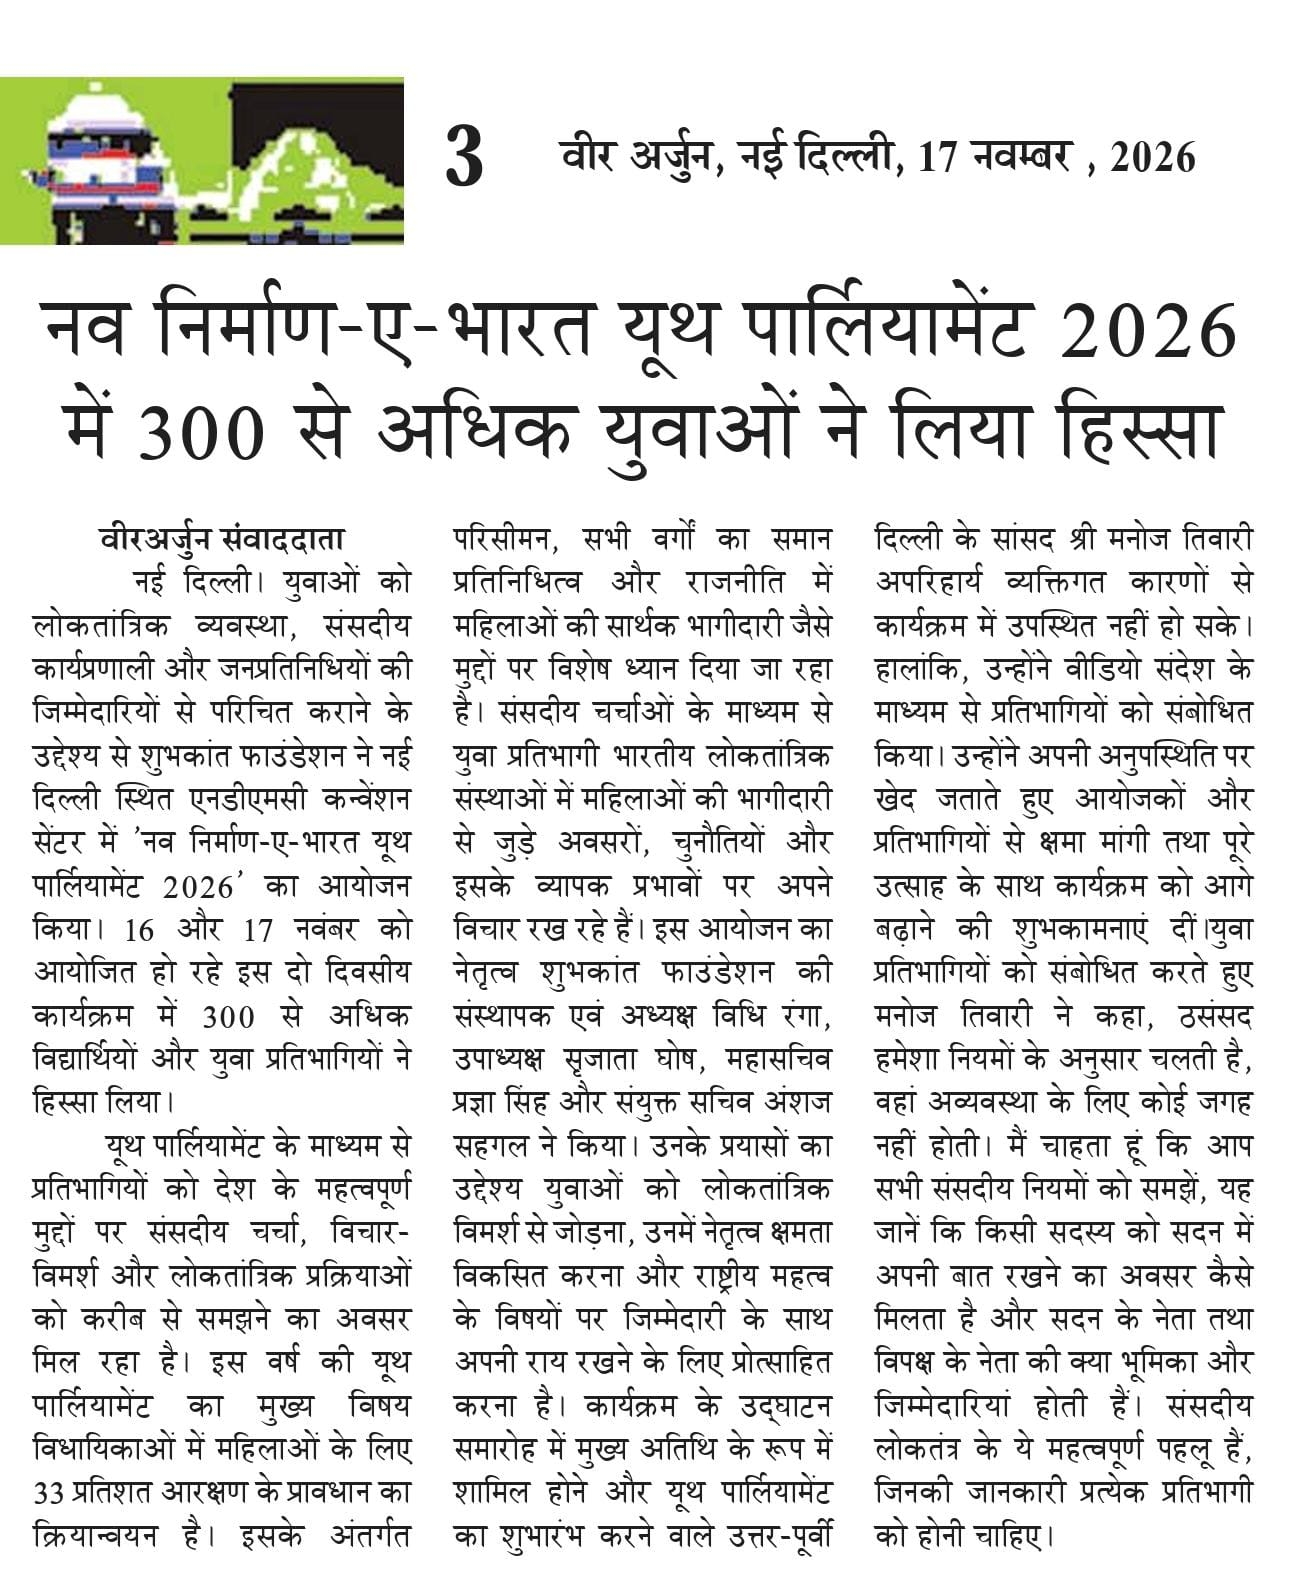 3 वीर अर्जुन, नई दिल्ली, 17 नवम्बर , 2026
नव निर्माण-ए-भारत यूथ पार्लियामेंट 2026
में 300 से अधिक युवाओं ने लिया हिस्सा
वीरअर्जुन संवाददाता
नई दिल्ली। युवाओं को
लोकतांत्रिक व्यवस्था, संसदीय
कार्यप्रणाली और जनप्रतिनिधियों की
जिम्मेदारियों से परिचित कराने के
उद्देश्य से शुभकांत फाउंडेशन ने नई
दिल्ली स्थित एनडीएमसी कन्वेंशन
सेंटर में ’नव निर्माण-ए-भारत यूथ
पार्लियामेंट 2026’ का आयोजन
किया। 16 और 17 नवंबर को
आयोजित हो रहे इस दो दिवसीय
कार्यक्रम में 300 से अधिक
विद्यार्थियों और युवा प्रतिभागियों ने
हिस्सा लिया।
यूथ पार्लियामेंट के माध्यम से
प्रतिभागियों को देश के महत्वपूर्ण
मुद्दों पर संसदीय चर्चा, विचार-
विमर्श और लोकतांत्रिक प्रक्रियाओं
को करीब से समझने का अवसर
मिल रहा है। इस वर्ष की यूथ
पार्लियामेंट का मुख्य विषय
विधायिकाओं में महिलाओं के लिए
33 प्रतिशत आरक्षण के प्रावधान का
क्रियान्वयन है। इसके अंतर्गत
परिसीमन, सभी वर्गों का समान
प्रतिनिधित्व और राजनीति में
महिलाओं की सार्थक भागीदारी जैसे
मुद्दों पर विशेष ध्यान दिया जा रहा
है। संसदीय चर्चाओं के माध्यम से
युवा प्रतिभागी भारतीय लोकतांत्रिक
संस्थाओं में महिलाओं की भागीदारी
से जुड़े अवसरों, चुनौतियों और
इसके व्यापक प्रभावों पर अपने
विचार रख रहे हैं। इस आयोजन का
नेतृत्व शुभकांत फाउंडेशन की
संस्थापक एवं अध्यक्ष विधि रंगा,
उपाध्यक्ष सृजाता घोष, महासचिव
प्रज्ञा सिंह और संयुक्त सचिव अंशज
सहगल ने किया। उनके प्रयासों का
उद्देश्य युवाओं को लोकतांत्रिक
विमर्श से जोड़ना, उनमें नेतृत्व क्षमता
विकसित करना और राष्ट्रीय महत्व
के विषयों पर जिम्मेदारी के साथ
अपनी राय रखने के लिए प्रोत्साहित
करना है। कार्यक्रम के उद्घाटन
समारोह में मुख्य अतिथि के रूप में
शामिल होने और यूथ पार्लियामेंट
का शुभारंभ करने वाले उत्तर-पूर्वी
दिल्ली के सांसद श्री मनोज तिवारी
अपरिहार्य व्यक्तिगत कारणों से
कार्यक्रम में उपस्थित नहीं हो सके।
हालांकि, उन्होंने वीडियो संदेश के
माध्यम से प्रतिभागियों को संबोधित
किया। उन्होंने अपनी अनुपस्थिति पर
खेद जताते हुए आयोजकों और
प्रतिभागियों से क्षमा मांगी तथा पूरे
उत्साह के साथ कार्यक्रम को आगे
बढ़ाने की शुभकामनाएं दीं।युवा
प्रतिभागियों को संबोधित करते हुए
मनोज तिवारी ने कहा, ठसंसद
हमेशा नियमों के अनुसार चलती है,
वहां अव्यवस्था के लिए कोई जगह
नहीं होती। मैं चाहता हूं कि आप
सभी संसदीय नियमों को समझें, यह
जानें कि किसी सदस्य को सदन में
अपनी बात रखने का अवसर कैसे
मिलता है और सदन के नेता तथा
विपक्ष के नेता की क्या भूमिका और
जिम्मेदारियां होती हैं। संसदीय
लोकतंत्र के ये महत्वपूर्ण पहलू हैं,
जिनकी जानकारी प्रत्येक प्रतिभागी
को होनी चाहिए।